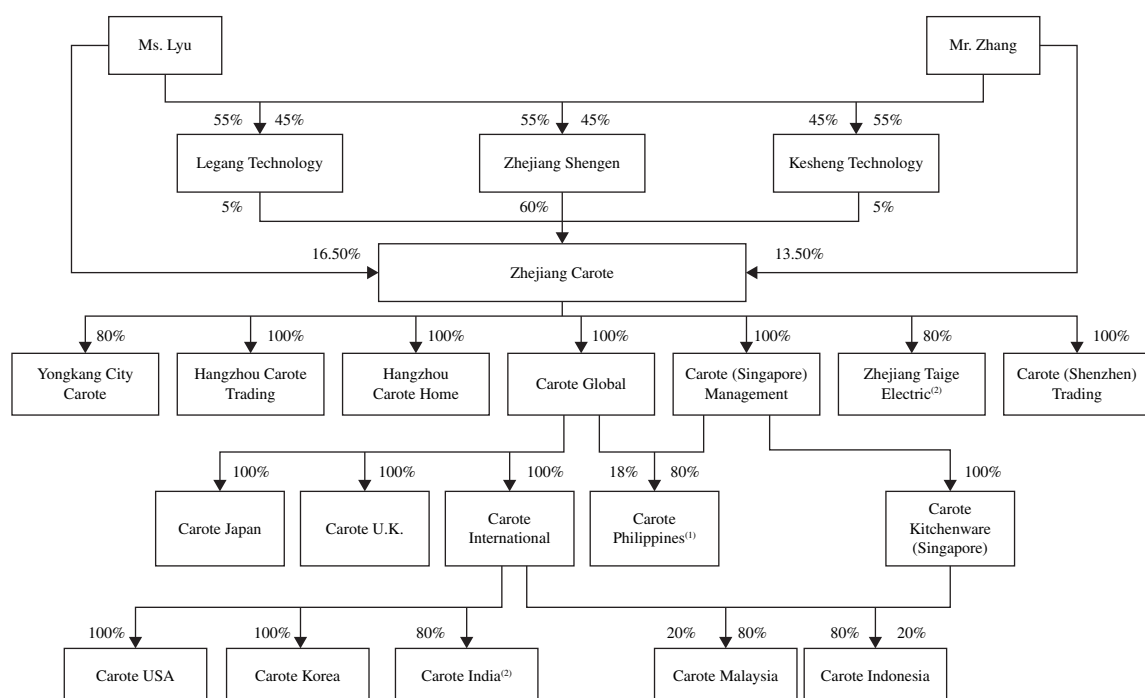 Ms. Lyu
Mr. Zhang
55% 45%
55% 45%
45% 55%
Legang Technology
Zhejiang Shengen
Kesheng Technology
5%
60%
5%
16.50%
13.50%
Zhejiang Carote
80%
100%
100%
100%
100%
80%
100%
Yongkang City
Carote
Hangzhou Carote
Trading
Hangzhou
Carote Home
Carote Global
Carote (Singapore)
Management
Zhejiang Taige
Electric(2)
Carote (Shenzhen)
Trading
100%
100%
100%
18% 80%
100%
Carote Japan
Carote U.K.
Carote
International
Carote
Philippines(1)
Carote
Kitchenware
(Singapore)
100%
100%
80%
20% 80%
80% 20%
Carote USA
Carote Korea
Carote India(2)
Carote Malaysia
Carote Indonesia